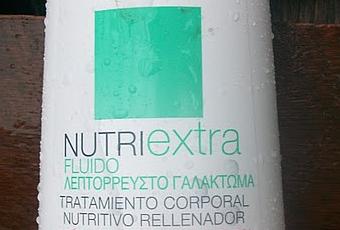 NUTRIextra
FLUIDO
ΛΕΠΤΟΡΡΕΥΣΤΟ ΓΑΛΑΚΤΩΜΑ
TRATAMIENTO CORPORAL
NUTRITIVO RELLENADOR